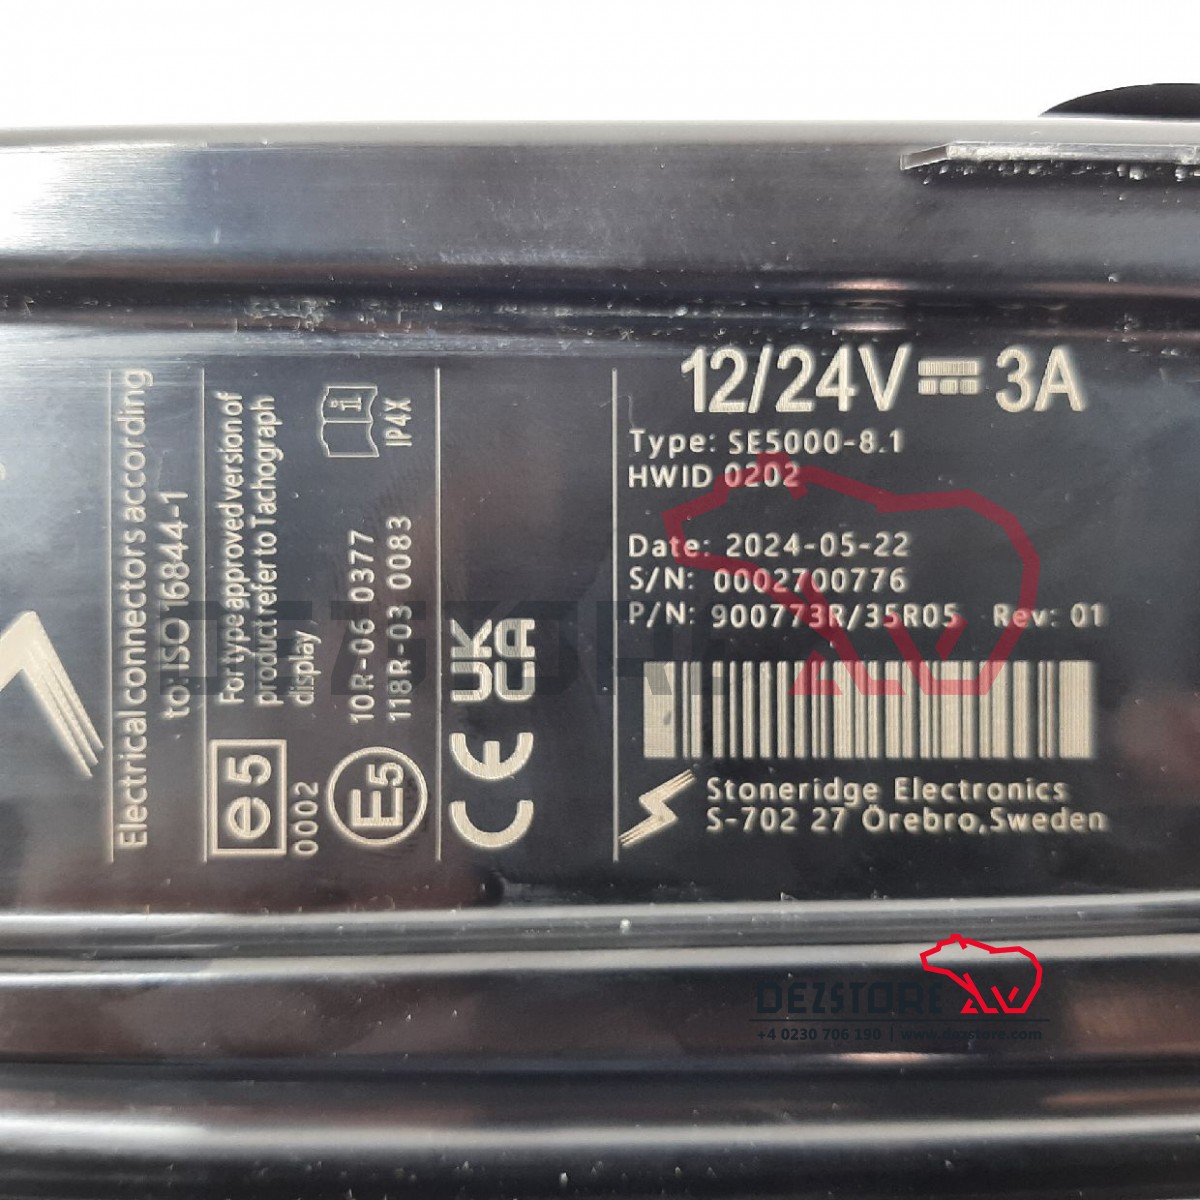 Electrical connectors according
to: ISO 16844-1
For type approved version of
product refer to Tachograph
display
e5
0002
i
IP4X
E5
10R-06 0377
118R-03 0083
CE
UK
CA
12/24V 3A
Type: SE5000-8.1
HWID 0202
Date: 2024-05-22
S/N: 0002700776
P/N: 900773R/35R05 Rev: 01
Stoneridge Electronics
S-702 27 Örebro,Sweden
DEZSTORE
DEZSTORE
+4 0230 706 190 | www.dezstore.com